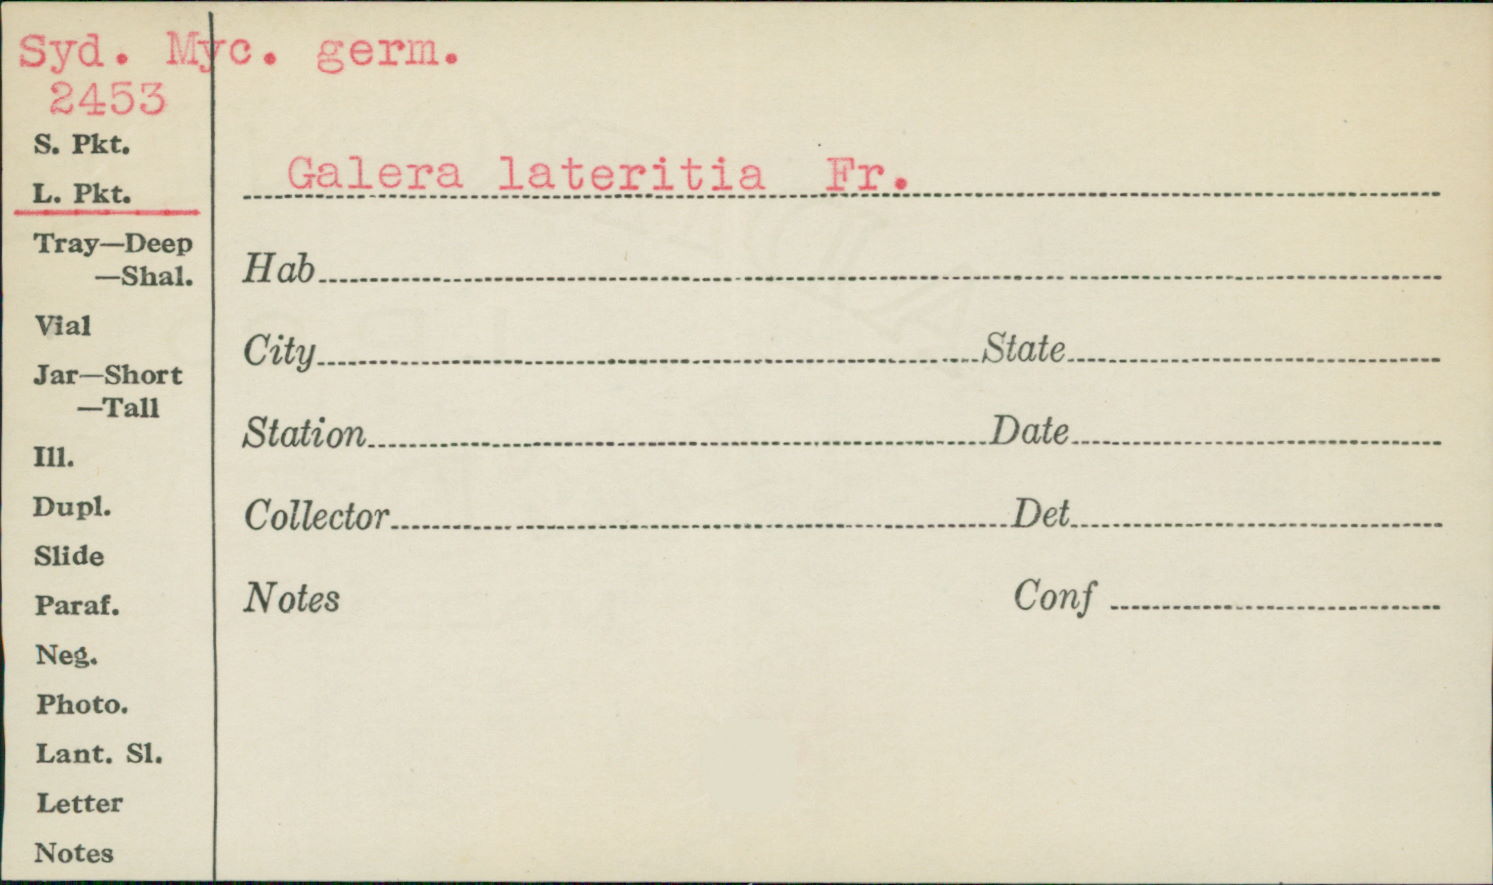 Syd. Myc. germ.
2453
S. Pkt.
L. Pkt.
Tray—Deep
—Shal.
Vial
Jar—Short
—Tall
Ill.
Dupl.
Slide
Paraf.
Neg.
Photo.
Lant. Sl.
Letter
Notes
Galera lateritia Fr.
Hab
City State
Station Date
Collector Det
Notes Conf